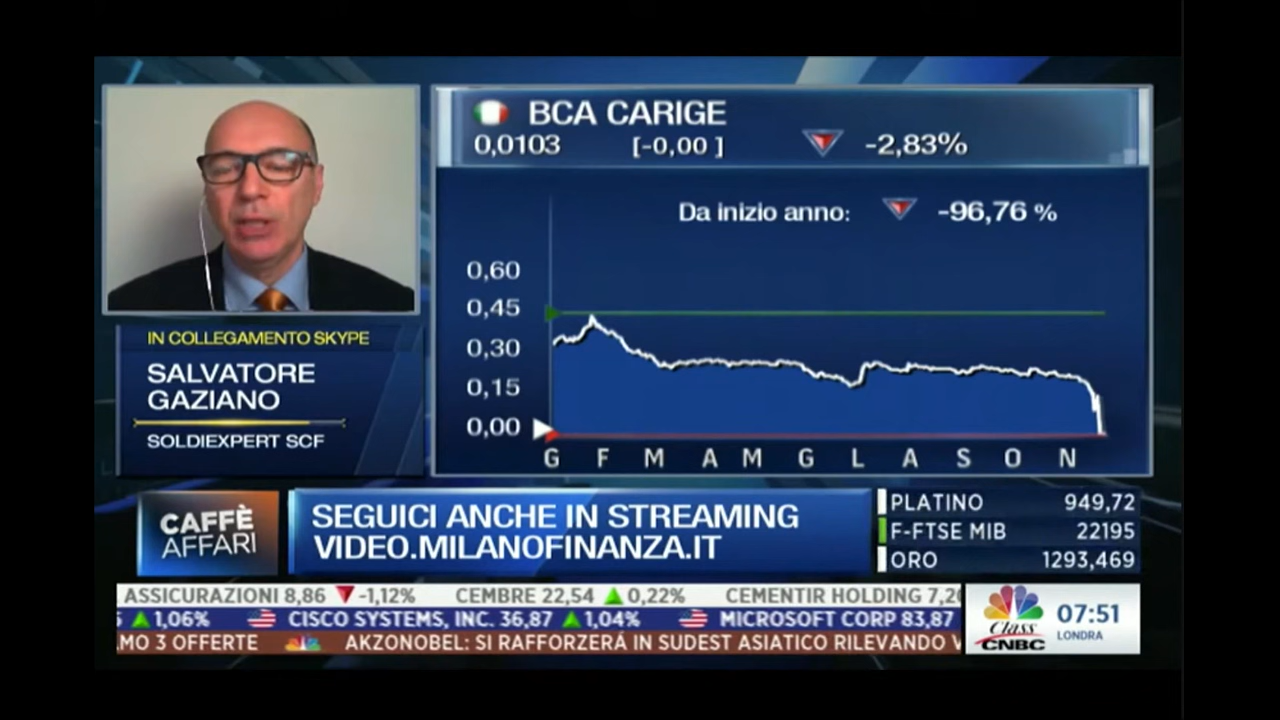 BCA CARIGE
0,0103 [-0,00 ] -2,83%
Da inizio anno: -96,76 %
0,60
0,45
0,30
0,15
0,00
G F M A M G L A S O N
IN COLLEGAMENTO SKYPE
SALVATORE
GAZIANO
SOLDIEXPERT SCF
CAFFÈ
AFFARI
SEGUICI ANCHE IN STREAMING
VIDEO.MILANOFINANZA.IT
PLATINO 949,72
F-FTSE MIB 22195
ORO 1293,469
ASSICURAZIONI 8,86 -1,12% CEMBRE 22,54 0,22% CEMENTIR HOLDING 7,20
1,06% CISCO SYSTEMS, INC. 36,87 1,04% MICROSOFT CORP 83,87
MO 3 OFFERTE AKZONOBEL: SI RAFFORZERÁ IN SUDEST ASIATICO RILEVANDO
Class
CNBC
07:51
LONDRA